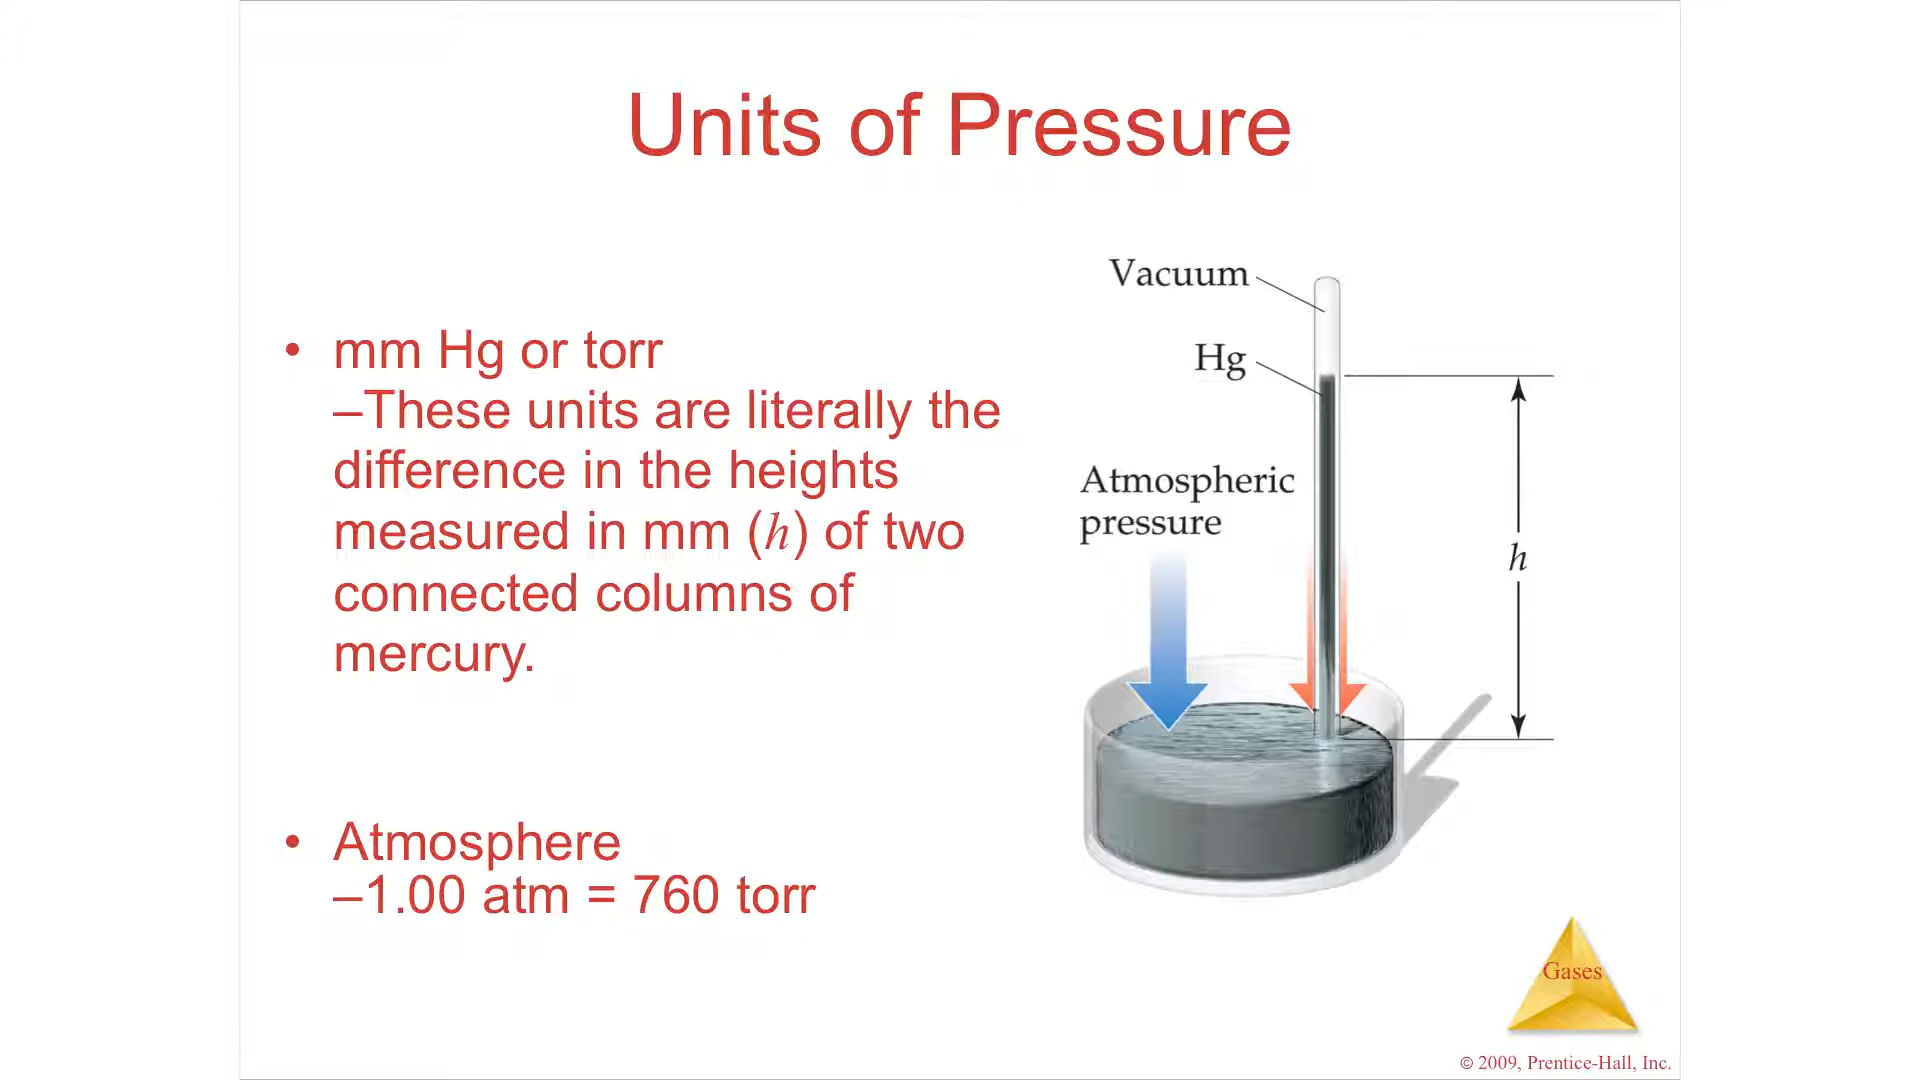 Units of Pressure
• mm Hg or torr
–These units are literally the
difference in the heights
measured in mm (h) of two
connected columns of
mercury.
• Atmosphere
–1.00 atm = 760 torr
Vacuum
Hg
Atmospheric
pressure
h
Gases
© 2009, Prentice-Hall, Inc.